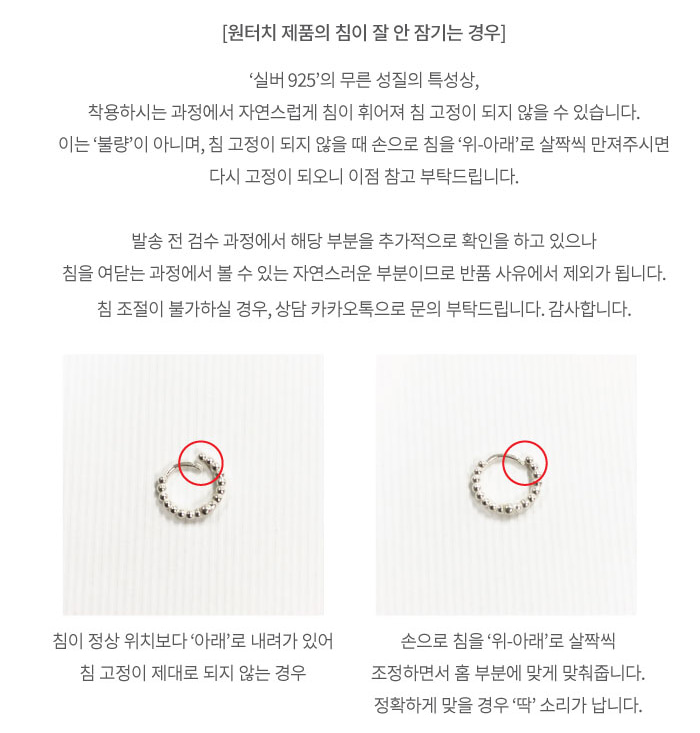 [원터치 제품의 침이 잘 안 잠기는 경우]
‘실버 925’의 무른 성질의 특성상,
착용하시는 과정에서 자연스럽게 침이 휘어져 침 고정이 되지 않을 수 있습니다.
이는 ‘불량’이 아니며, 침 고정이 되지 않을 때 손으로 침을 ‘위-아래’로 살짝씩 만져주시면
다시 고정이 되오니 이점 참고 부탁드립니다.
발송 전 검수 과정에서 해당 부분을 추가적으로 확인을 하고 있으나
침을 여닫는 과정에서 볼 수 있는 자연스러운 부분이므로 반품 사유에서 제외가 됩니다.
침 조절이 불가하실 경우, 상담 카카오톡으로 문의 부탁드립니다. 감사합니다.
침이 정상 위치보다 ‘아래’로 내려가 있어
침 고정이 제대로 되지 않는 경우
손으로 침을 ‘위-아래’로 살짝씩
조정하면서 홈 부분에 맞게 맞춰줍니다.
정확하게 맞을 경우 ‘딱’ 소리가 납니다.